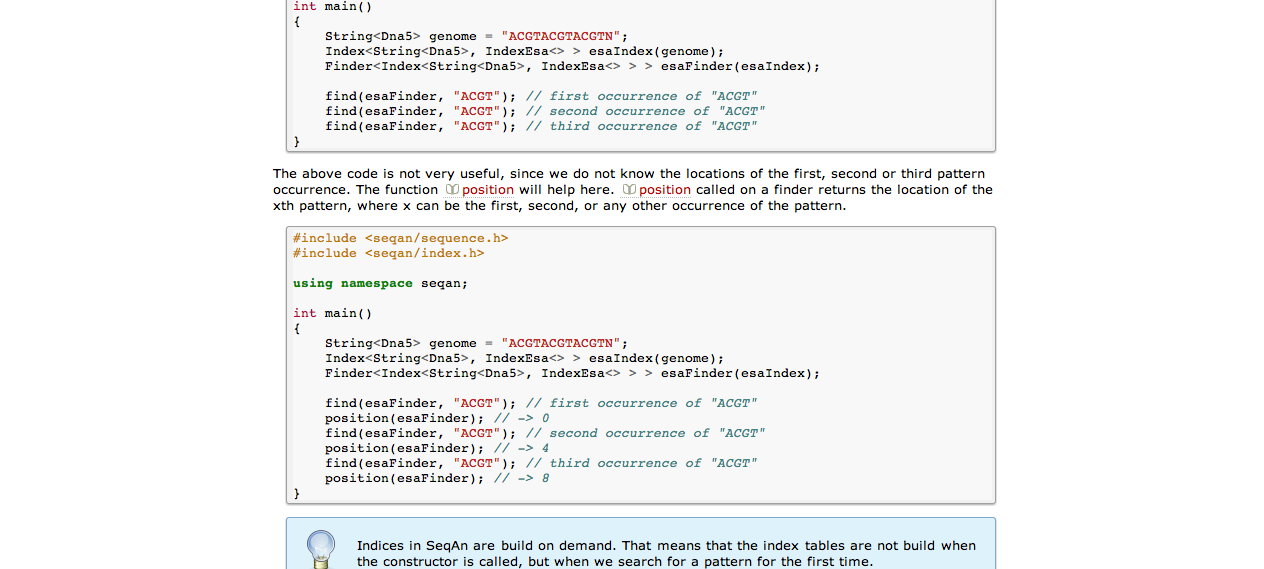 int main()
{
    String<Dna5> genome = "ACGTACGTACGTN";
    Index<String<Dna5>, IndexEsa<> > esaIndex(genome);
    Finder<Index<String<Dna5>, IndexEsa<> > > esaFinder(esaIndex);

    find(esaFinder, "ACGT"); // first occurrence of "ACGT"
    find(esaFinder, "ACGT"); // second occurrence of "ACGT"
    find(esaFinder, "ACGT"); // third occurrence of "ACGT"
}
The above code is not very useful, since we do not know the locations of the first, second or third pattern
occurrence. The function position will help here. position called on a finder returns the location of the
xth pattern, where x can be the first, second, or any other occurrence of the pattern.
#include <seqan/sequence.h>
#include <seqan/index.h>

using namespace seqan;

int main()
{
    String<Dna5> genome = "ACGTACGTACGTN";
    Index<String<Dna5>, IndexEsa<> > esaIndex(genome);
    Finder<Index<String<Dna5>, IndexEsa<> > > esaFinder(esaIndex);

    find(esaFinder, "ACGT"); // first occurrence of "ACGT"
    position(esaFinder); // -> 0
    find(esaFinder, "ACGT"); // second occurrence of "ACGT"
    position(esaFinder); // -> 4
    find(esaFinder, "ACGT"); // third occurrence of "ACGT"
    position(esaFinder); // -> 8
}
Indices in SeqAn are build on demand. That means that the index tables are not build when
the constructor is called, but when we search for a pattern for the first time.